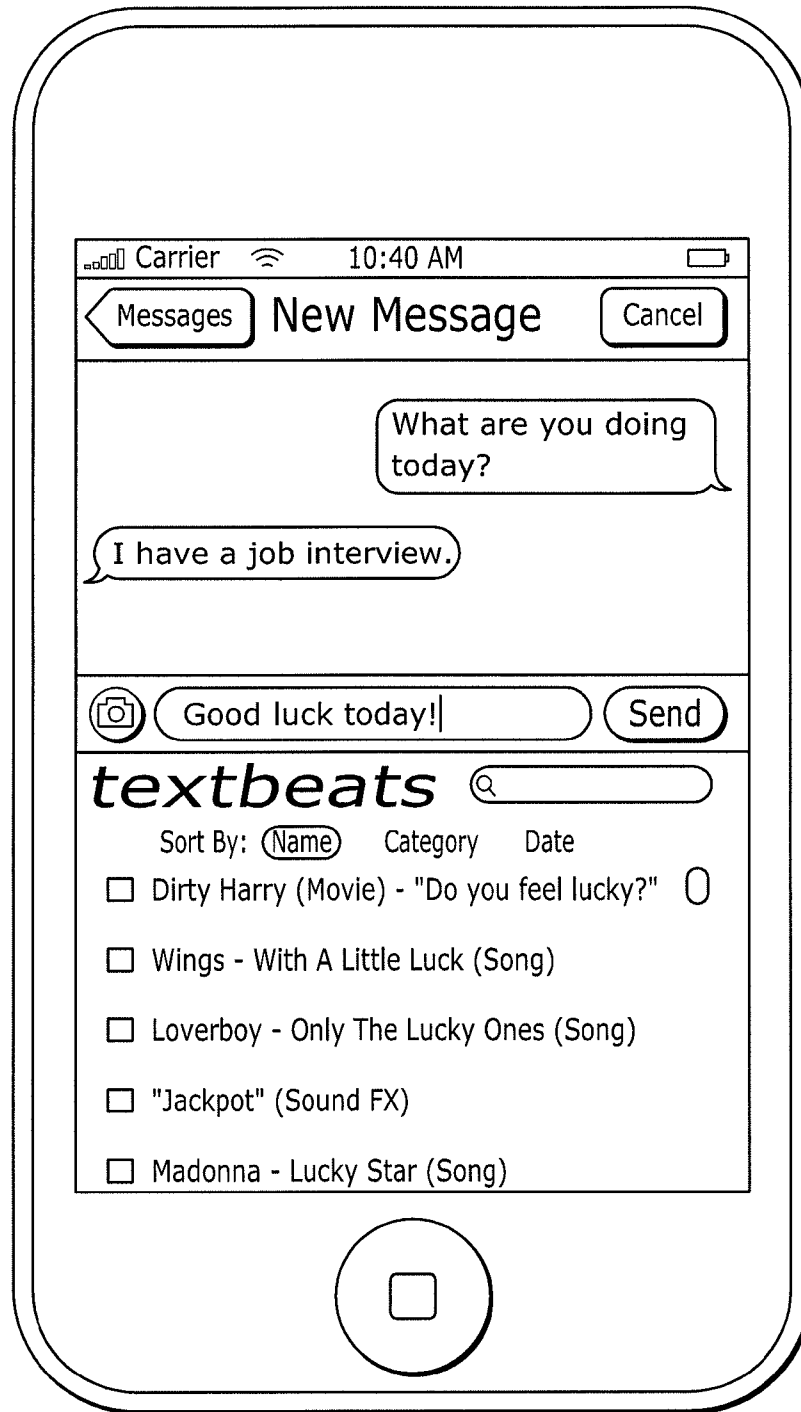 Carrier 10:40 AM
Messages New Message Cancel
What are you doing
today?
I have a job interview.
Good luck today! Send
textbeats
Sort By: Name Category Date
Dirty Harry (Movie) - "Do you feel lucky?"
Wings - With A Little Luck (Song)
Loverboy - Only The Lucky Ones (Song)
"Jackpot" (Sound FX)
Madonna - Lucky Star (Song)